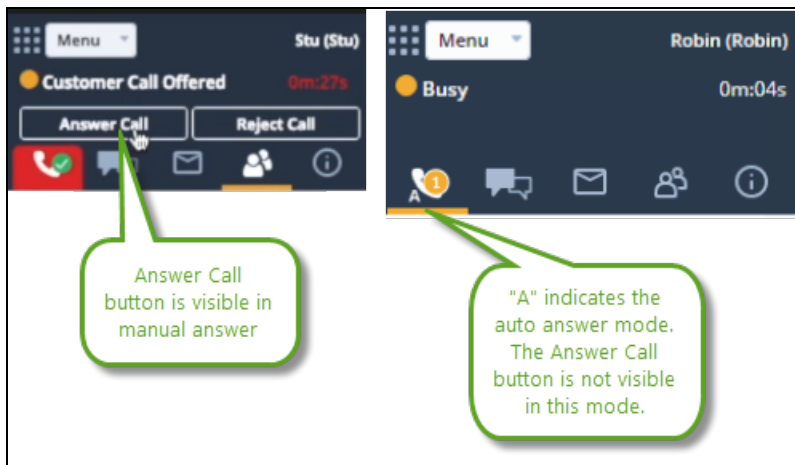 Menu
Stu (Stu)
Customer Call Offered
0m:27s
Answer Call
Reject Call
Answer Call
button is visible in
manual answer
Menu
Robin (Robin)
Busy
0m:04s
A
1
"A" indicates the
auto answer mode.
The Answer Call
button is not visible
in this mode.